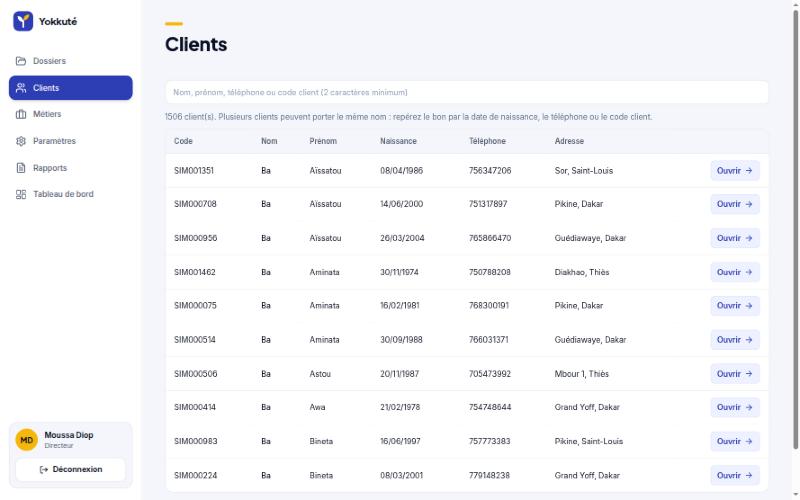 Yokkuté
Dossiers
Clients
Métiers
Paramètres
Rapports
Tableau de bord
MD
Moussa Diop
Directeur
Déconnexion
Clients
Nom, prénom, téléphone ou code client (2 caractères minimum)
1506 client(s). Plusieurs clients peuvent porter le même nom : repérez le bon par la date de naissance, le téléphone ou le code client.
Code Nom Prénom Naissance Téléphone Adresse
SIM001351 Ba Aïssatou 08/04/1986 756347206 Sor, Saint-Louis Ouvrir →
SIM000708 Ba Aïssatou 14/06/2000 751317897 Pikine, Dakar Ouvrir →
SIM000956 Ba Aïssatou 26/03/2004 765866470 Guédiawaye, Dakar Ouvrir →
SIM001462 Ba Aminata 30/11/1974 750788208 Diakhao, Thiès Ouvrir →
SIM000075 Ba Aminata 16/02/1981 768300191 Pikine, Dakar Ouvrir →
SIM000514 Ba Aminata 30/09/1988 766031371 Guédiawaye, Dakar Ouvrir →
SIM000506 Ba Astou 20/11/1987 705473992 Mbour 1, Thiès Ouvrir →
SIM000414 Ba Awa 21/02/1978 754748644 Grand Yoff, Dakar Ouvrir →
SIM000983 Ba Bineta 16/06/1997 757773383 Pikine, Saint-Louis Ouvrir →
SIM000224 Ba Bineta 08/03/2001 779148238 Grand Yoff, Dakar Ouvrir →